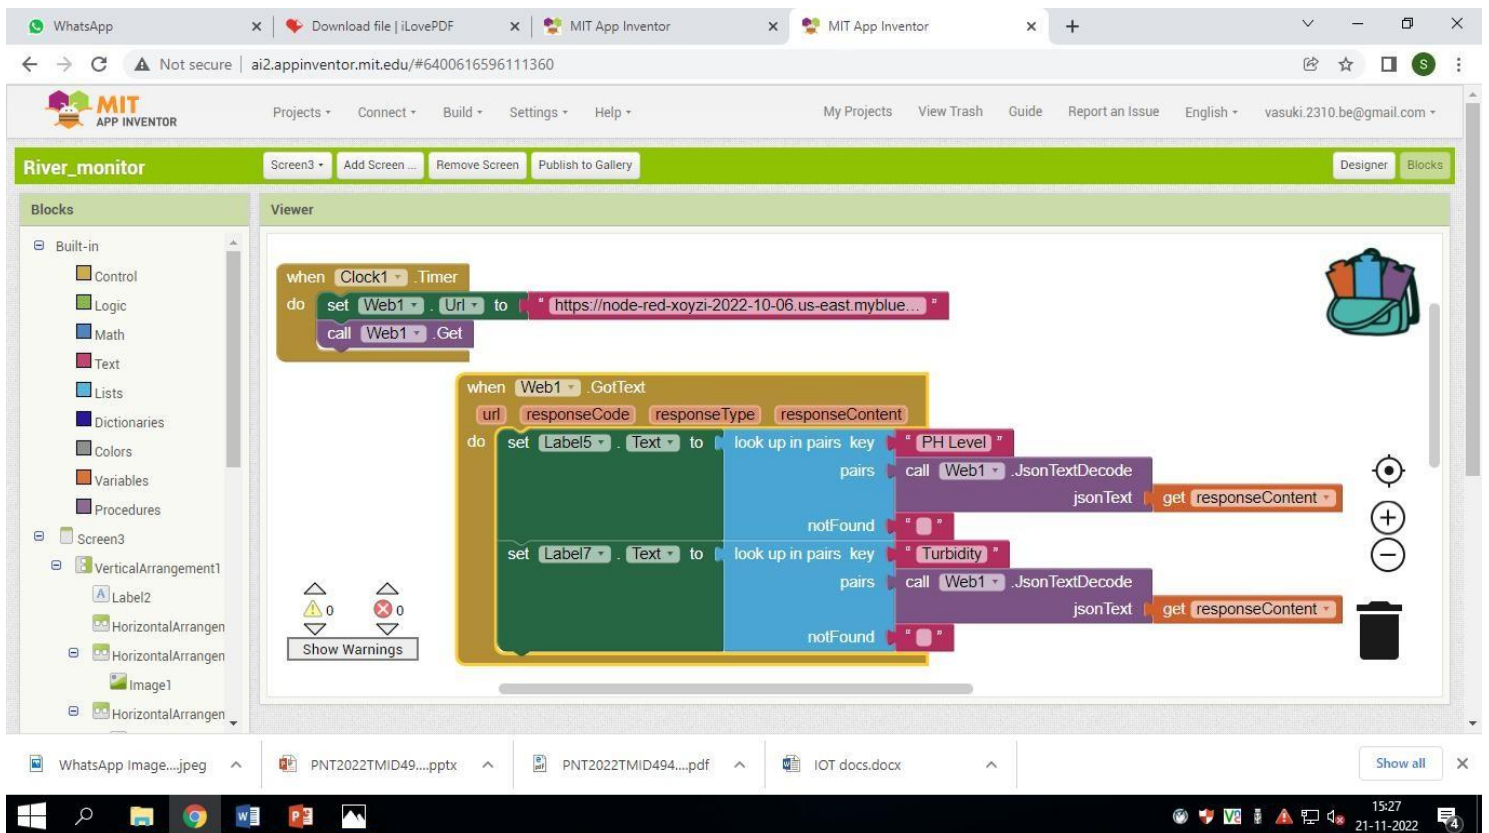 WhatsApp
Download file | iLovePDF
MIT App Inventor
MIT App Inventor
Not secure | ai2.appinventor.mit.edu/#6400616596111360
S
MIT
APP INVENTOR
Projects Connect Build Settings Help My Projects View Trash Guide Report an Issue English vasuki.2310.be@gmail.com
River_monitor
Screen3 Add Screen ... Remove Screen Publish to Gallery Designer Blocks
Blocks
Viewer
Built-in
Control
Logic
Math
Text
Lists
Dictionaries
Colors
Variables
Procedures
Screen3
VerticalArrangement1
Label2
HorizontalArrangen
HorizontalArrangen
Image1
HorizontalArrangen
when Clock1 .Timer
do set Web1 . Url to " https://node-red-xoyzi-2022-10-06.us-east.myblue... "
call Web1 .Get
when Web1 .GotText
url responseCode responseType responseContent
do set Label5 . Text to look up in pairs key " PH Level "
pairs call Web1 .JsonTextDecode
jsonText get responseContent
notFound " "
set Label7 . Text to look up in pairs key " Turbidity "
pairs call Web1 .JsonTextDecode
jsonText get responseContent
notFound " "
0 0
Show Warnings
WhatsApp Image....jpeg
PNT2022TMID49....pptx
PNT2022TMID494....pdf
IOT docs.docx
Show all
15:27
21-11-2022
4